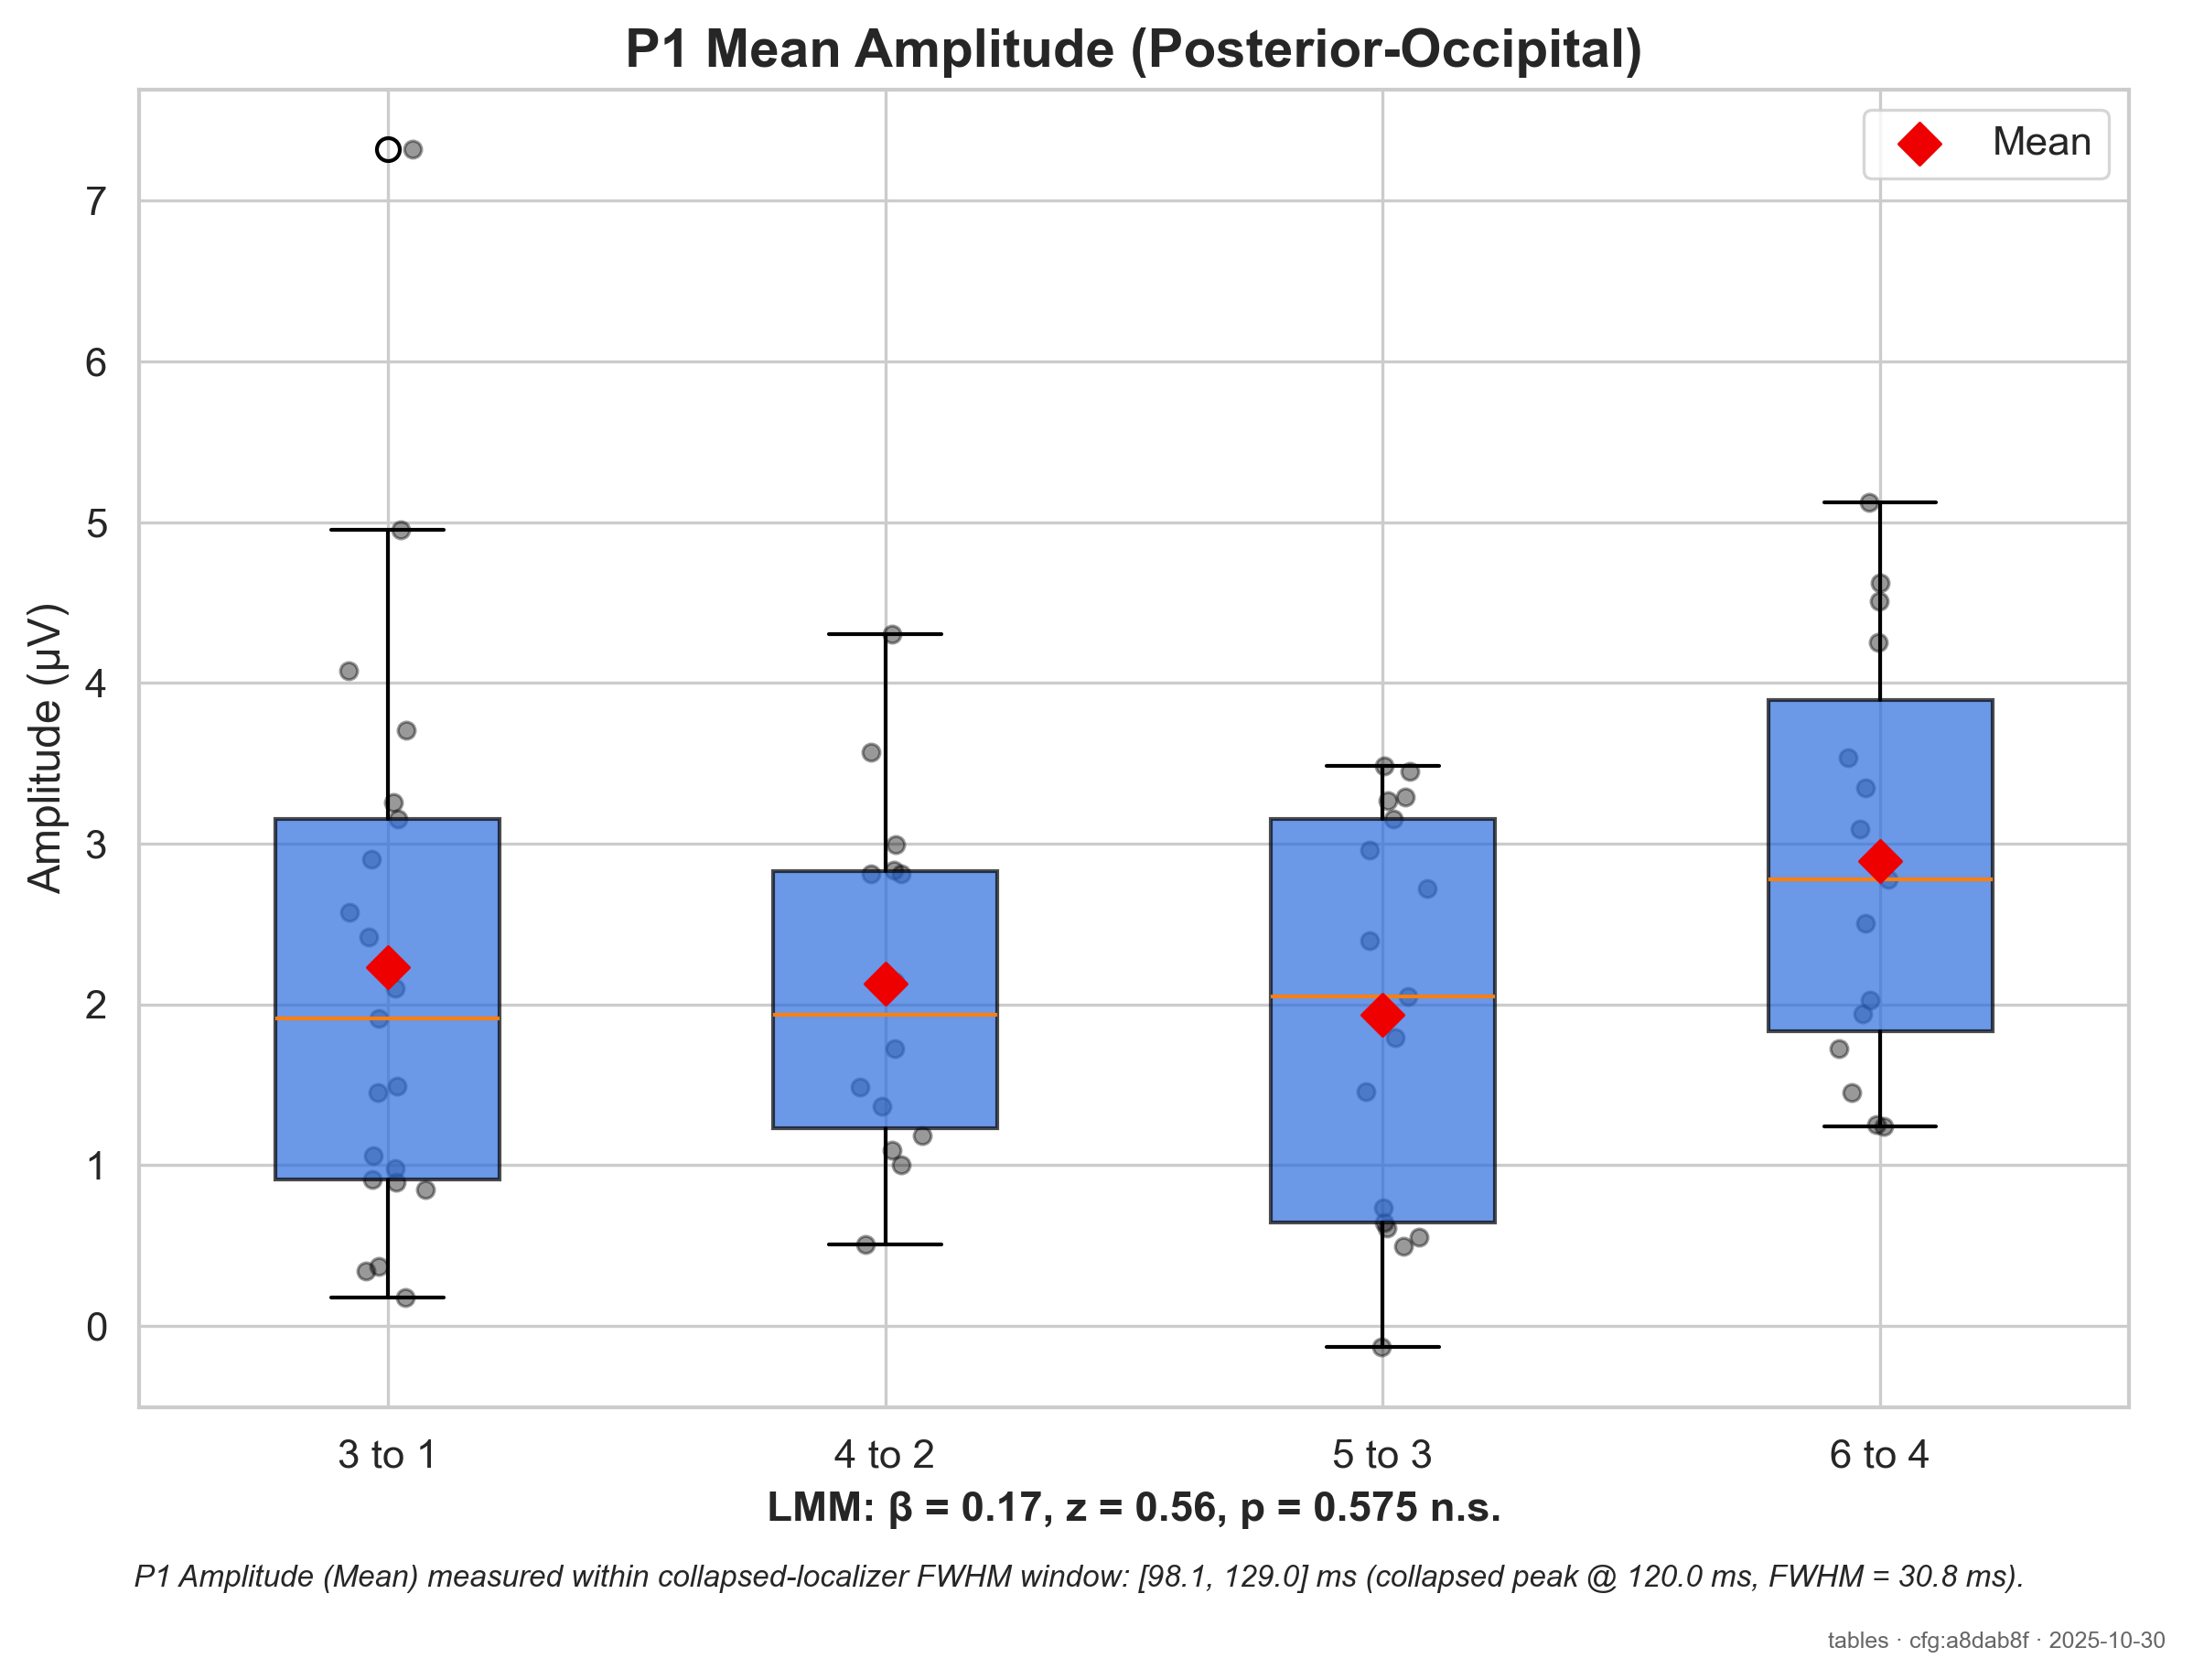 P1 Mean Amplitude (Posterior-Occipital)
Mean
7
6
5
4
3
2
1
0
Amplitude (µV)
3 to 1
4 to 2
5 to 3
6 to 4
LMM: β = 0.17, z = 0.56, p = 0.575 n.s.
P1 Amplitude (Mean) measured within collapsed-localizer FWHM window: [98.1, 129.0] ms (collapsed peak @ 120.0 ms, FWHM = 30.8 ms).
tables · cfg:a8dab8f · 2025-10-30